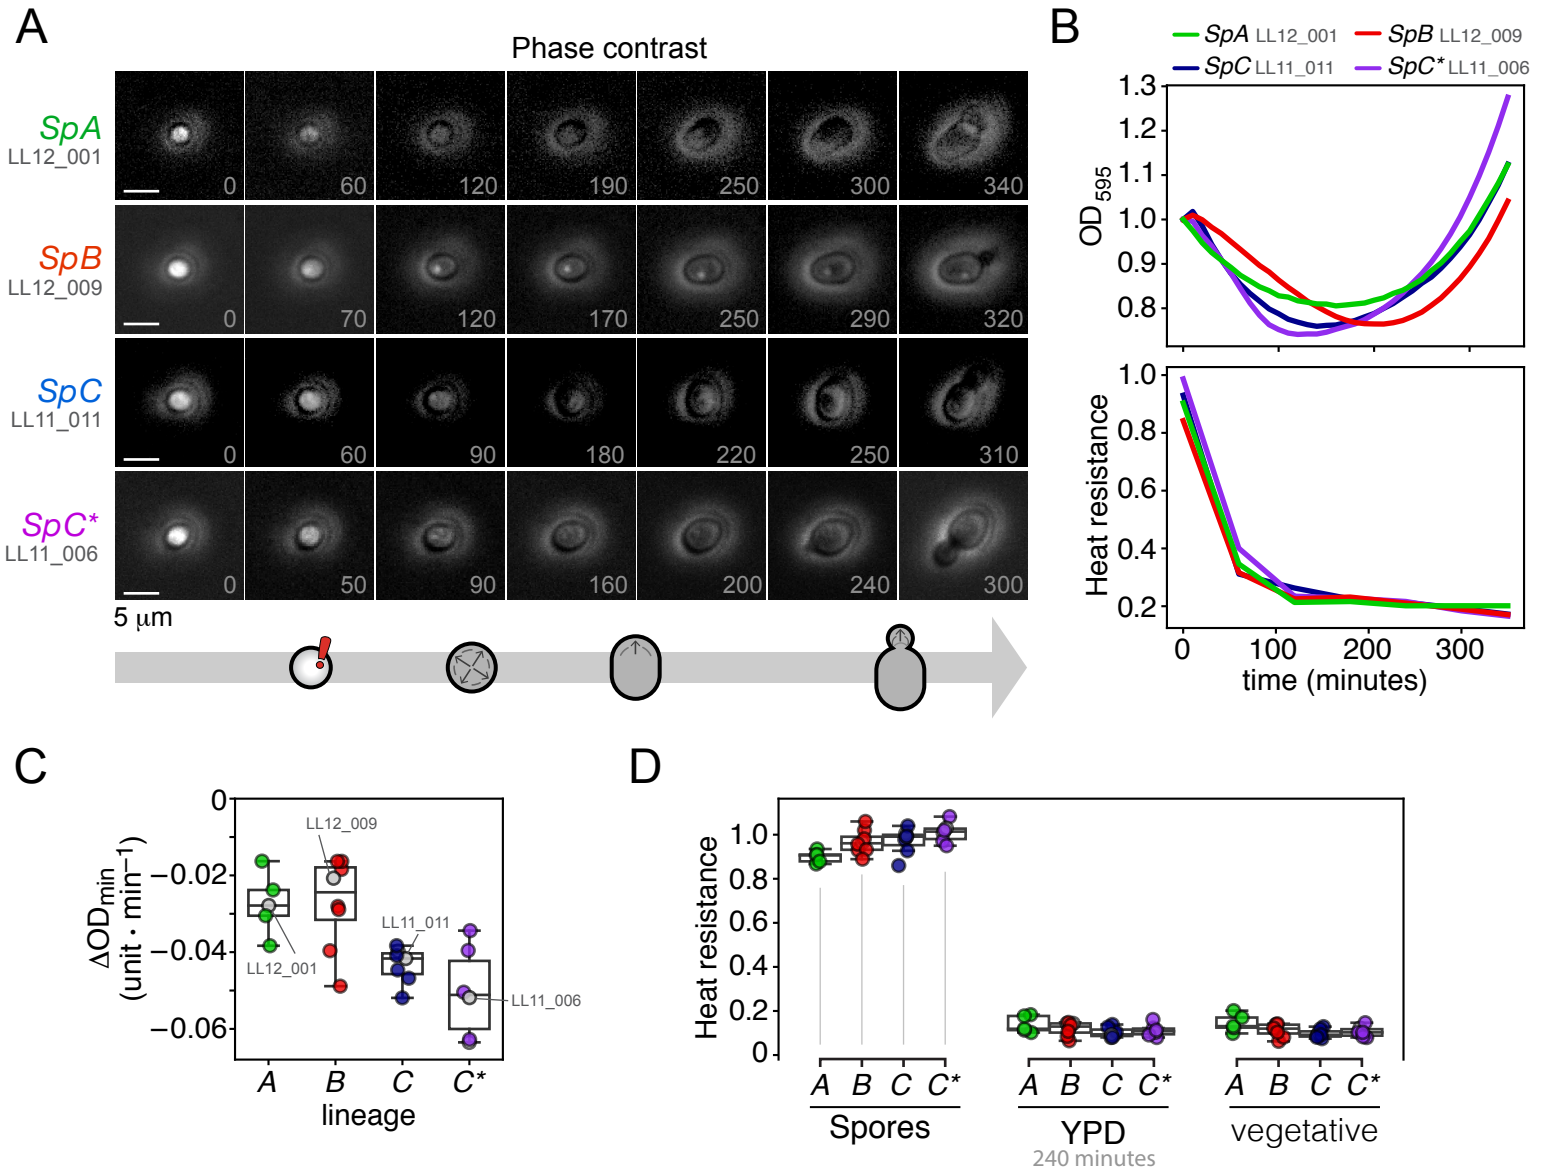 A
Phase contrast
SpA
LL12_001
0 60 120 190 250 300 340
SpB
LL12_009
0 70 120 170 250 290 320
SpC
LL11_011
0 60 90 180 220 250 310
SpC*
LL11_006
0 50 90 160 200 240 300
5 μm
B
SpA LL12_001 SpB LL12_009
SpC LL11_011 SpC* LL11_006
OD595
1.3
1.2
1.1
1.0
0.9
0.8
Heat resistance
1.0
0.8
0.6
0.4
0.2
0 100 200 300
time (minutes)
C
ΔODmin
(unit · min−1)
0
−0.02
−0.04
−0.06
LL12_009
LL12_001
LL11_011
LL11_006
A B C C*
lineage
D
Heat resistance
1.0
0.8
0.6
0.4
0.2
0
A B C C* A B C C* A B C C*
Spores YPD vegetative
240 minutes